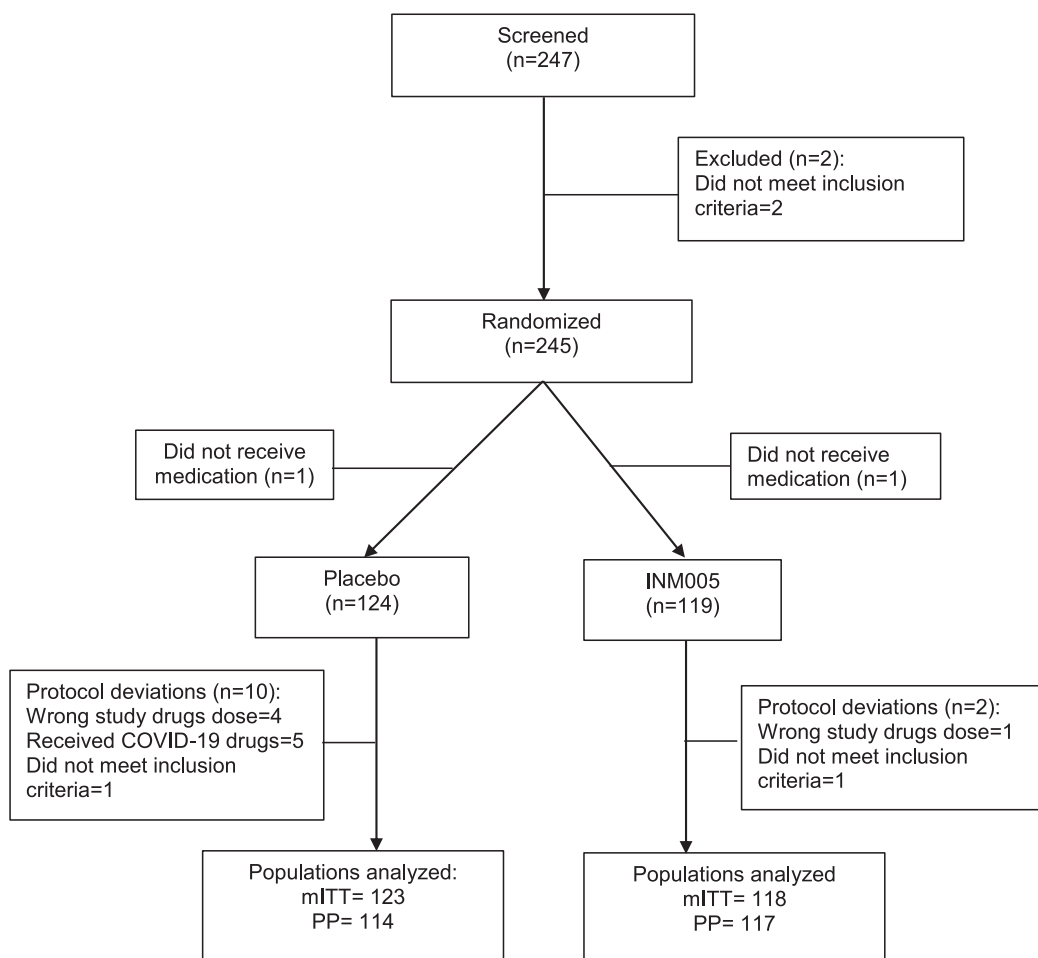 Screened
(n=247)
Excluded (n=2):
Did not meet inclusion
criteria=2
Randomized
(n=245)
Did not receive
medication (n=1)
Did not receive
medication (n=1)
Placebo
(n=124)
INM005
(n=119)
Protocol deviations (n=10):
Wrong study drugs dose=4
Received COVID-19 drugs=5
Did not meet inclusion
criteria=1
Protocol deviations (n=2):
Wrong study drugs dose=1
Did not meet inclusion
criteria=1
Populations analyzed:
mITT= 123
PP= 114
Populations analyzed
mITT= 118
PP= 117